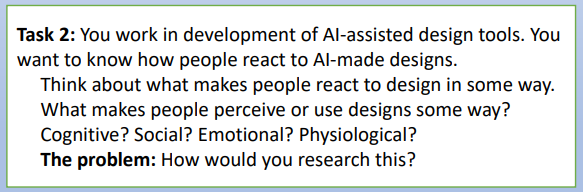 Task 2: You work in development of AI-assisted design tools. You
want to know how people react to AI-made designs.
Think about what makes people react to design in some way.
What makes people perceive or use designs some way?
Cognitive? Social? Emotional? Physiological?
The problem: How would you research this?